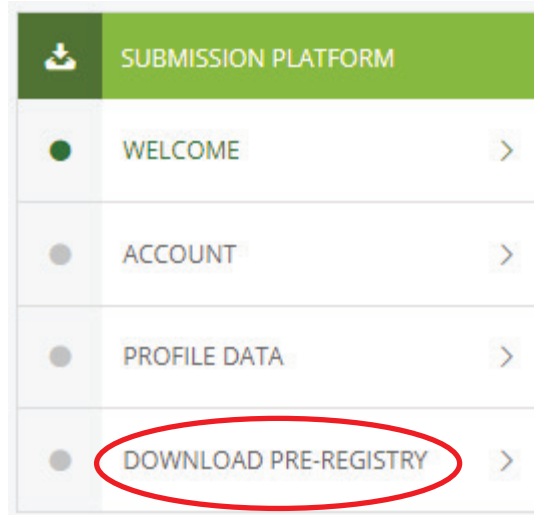 SUBMISSION PLATFORM
WELCOME
ACCOUNT
PROFILE DATA
DOWNLOAD PRE-REGISTRY